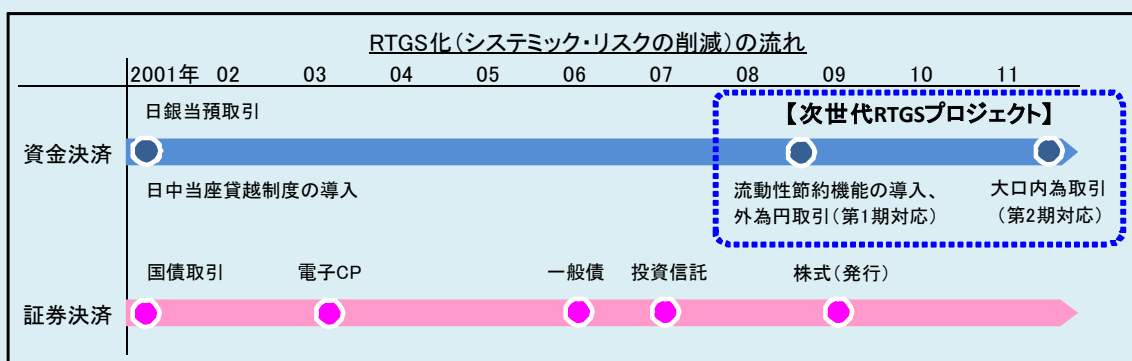 RTGS化(システミック・リスクの削減)の流れ
2001年 02 03 04 05 06 07 08 09 10 11
日銀当預取引
【次世代RTGSプロジェクト】
資金決済
日中当座貸越制度の導入
流動性節約機能の導入、
外為円取引(第1期対応)
大口内為取引
(第2期対応)
国債取引 電子CP 一般債 投資信託 株式(発行)
証券決済